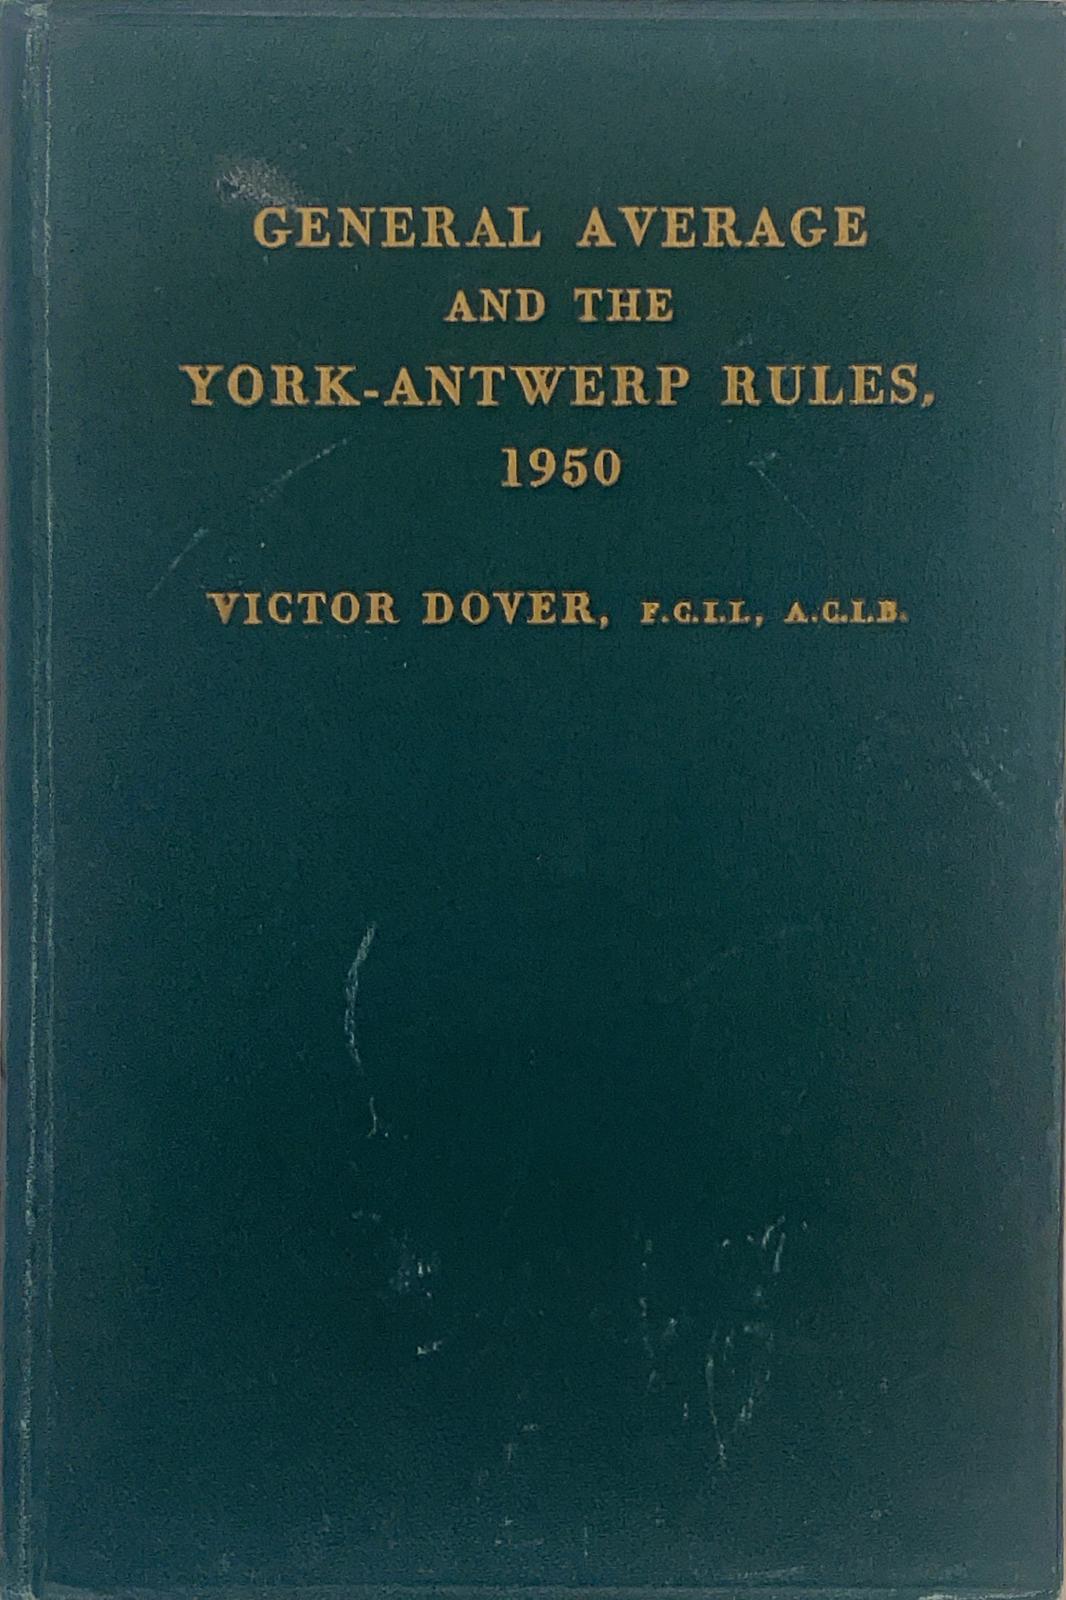 GENERAL AVERAGE
AND THE
YORK-ANTWERP RULES,
1950
VICTOR DOVER, F.C.I.I., A.C.I.B.